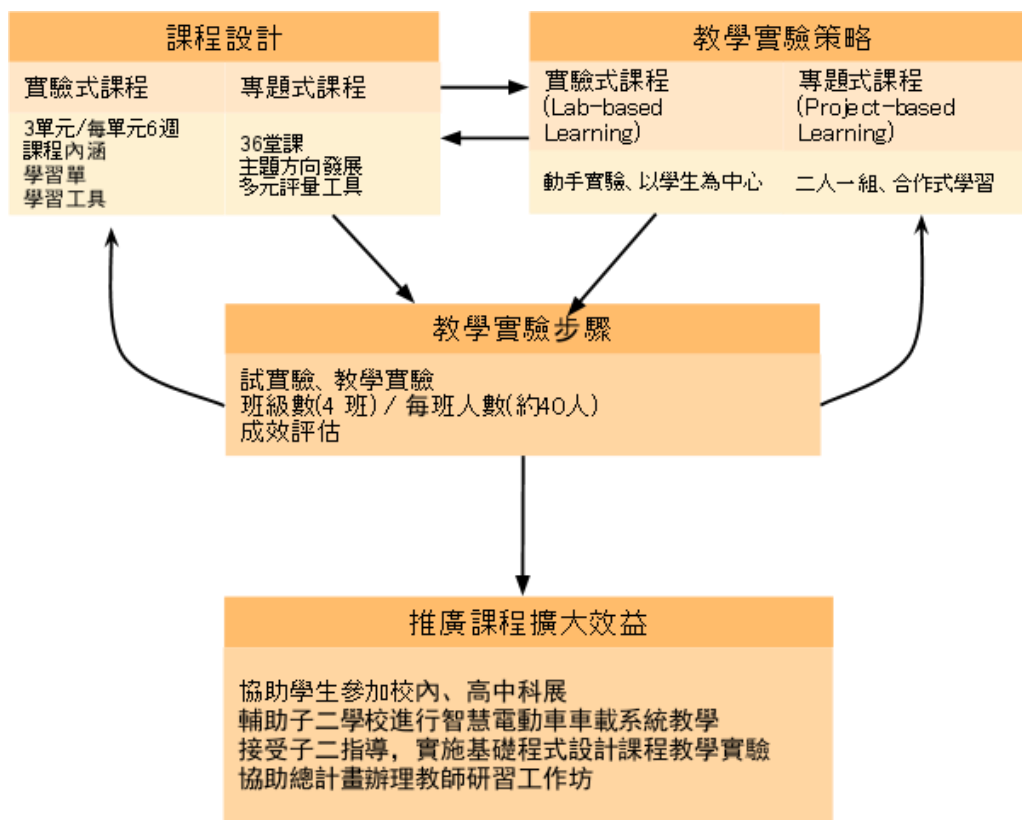 課程設計
實驗式課程
專題式課程
3單元/每單元6週
課程內涵
學習單
學習工具
36堂課
主題方向發展
多元評量工具
教學實驗策略
實驗式課程
(Lab-based
Learning)
專題式課程
(Project-based
Learning)
動手實驗、以學生為中心
二人一組、合作式學習
教學實驗步驟
試實驗、教學實驗
班級數(4 班) / 每班人數(約40人)
成效評估
推廣課程擴大效益
協助學生參加校內、高中科展
輔助子二學校進行智慧電動車車載系統教學
接受子二指導，實施基礎程式設計課程教學實驗
協助總計畫辦理教師研習工作坊